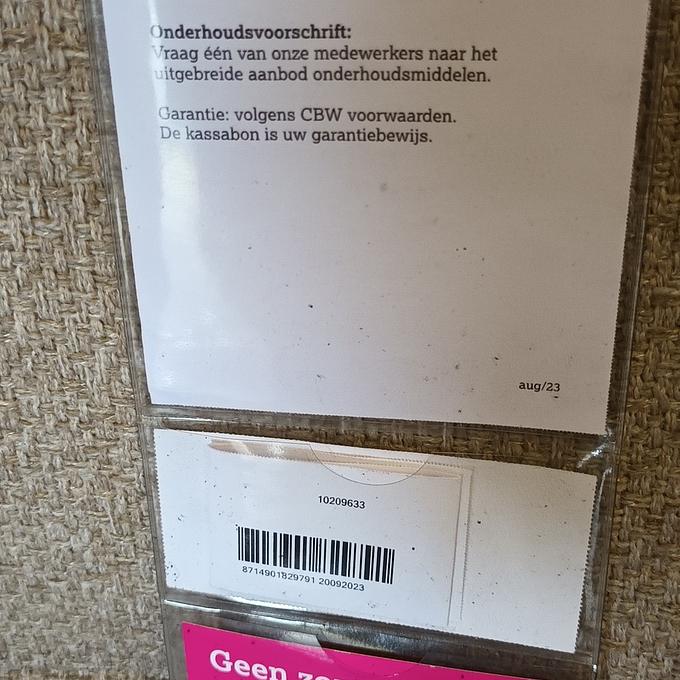 Onderhoudsvoorschrift:
Vraag één van onze medewerkers naar het
uitgebreide aanbod onderhoudsmiddelen.
Garantie: volgens CBW voorwaarden.
De kassabon is uw garantiebewijs.
aug/23
10209633
8714901829791 20092023
Geen